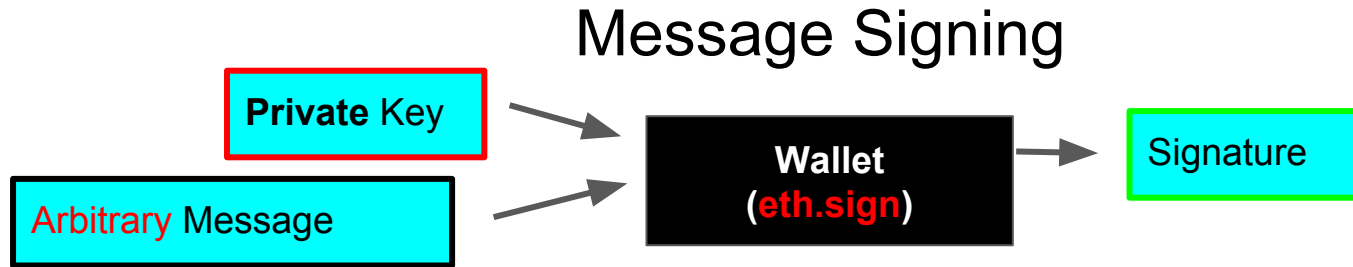 Message Signing
Private Key
Arbitrary Message
Wallet
(eth.sign)
Signature